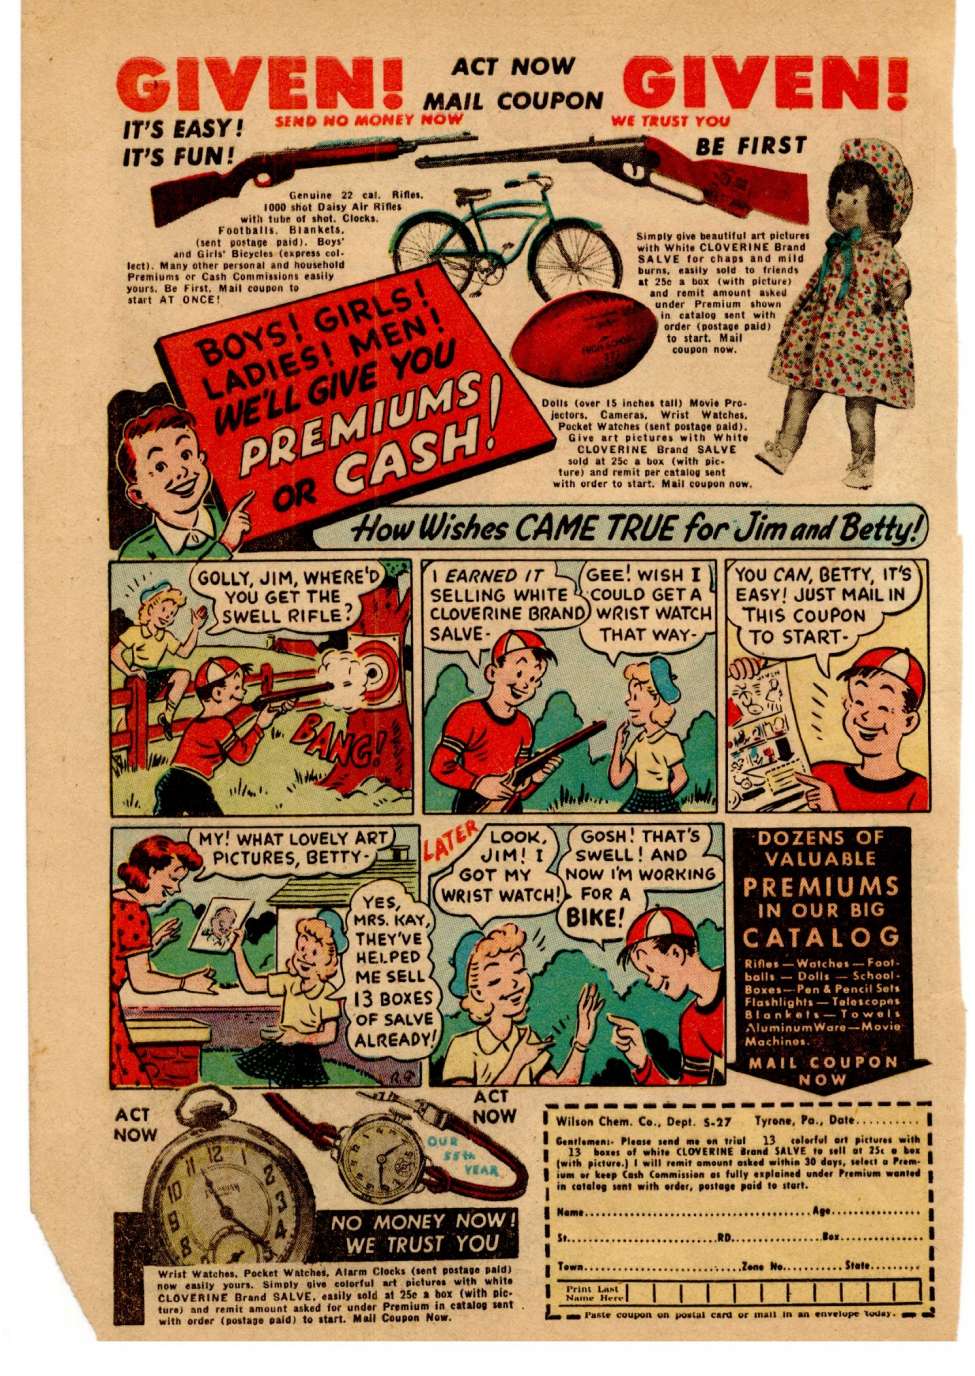 GIVEN!
ACT NOW
MAIL COUPON
GIVEN!
IT'S EASY!
IT'S FUN!
SEND NO MONEY NOW
WE TRUST YOU
BE FIRST
Genuine 22 cal. Rifles,
1000 shot Daisy Air Rifles
with tube of shot. Clocks,
Footballs, Blankets,
(sent postage paid). Boys'
and Girls' Bicycles (express col-
lect). Many other personal and household
Premiums or Cash Commissions easily
yours. Be First. Mail coupon to
start AT ONCE!
Simply give beautiful art pictures
with White CLOVERINE Brand
SALVE for chaps and mild
burns, easily sold to friends
at 25c a box (with picture)
and remit amount asked
under Premium shown
in catalog sent with
order (postage paid)
to start. Mail
coupon now.
BOYS! GIRLS!
LADIES! MEN!
WE'LL GIVE YOU
PREMIUMS
OR CASH!
Dolls (over 15 inches tall) Movie Pro-
jectors, Cameras, Wrist Watches,
Pocket Watches (sent postage paid).
Give art pictures with White
CLOVERINE Brand SALVE
sold at 25c a box (with pic-
ture) and remit per catalog sent
with order to start. Mail coupon now.
How Wishes CAME TRUE for Jim and Betty!
GOLLY, JIM, WHERE'D
YOU GET THE
SWELL RIFLE?
BANG!
I EARNED IT
SELLING WHITE
CLOVERINE BRAND
SALVE-
GEE! WISH I
COULD GET A
WRIST WATCH
THAT WAY-
YOU CAN, BETTY, IT'S
EASY! JUST MAIL IN
THIS COUPON
TO START-
MY! WHAT LOVELY ART
PICTURES, BETTY-
YES,
MRS. KAY,
THEY'VE
HELPED
ME SELL
13 BOXES
OF SALVE
ALREADY!
LATER
LOOK,
JIM! I
GOT MY
WRIST WATCH!
GOSH! THAT'S
SWELL! AND
NOW I'M WORKING
FOR A
BIKE!
DOZENS OF
VALUABLE
PREMIUMS
IN OUR BIG
CATALOG
Rifles—Watches—Foot-
balls — Dolls — School-
Boxes—Pen & Pencil Sets
Flashlights — Telescopes
Blankets — Towels
Aluminum Ware—Movie
Machines.
MAIL COUPON
NOW
ACT
NOW
ACT
NOW
OUR
55th
YEAR
NO MONEY NOW!
WE TRUST YOU
Wrist Watches, Pocket Watches, Alarm Clocks (sent postage paid)
now easily yours. Simply give colorful art pictures with white
CLOVERINE Brand SALVE, easily sold at 25c a box (with pic-
ture) and remit amount asked for under Premium in catalog sent
with order (postage paid) to start. Mail Coupon Now.
Wilson Chem. Co., Dept. S-27 Tyrone, Pa., Date..........
Gentlemen:- Please send me on trial 13 colorful art pictures with
13 boxes of white CLOVERINE Brand SALVE to sell at 25c a box
(with picture.) I will remit amount asked within 30 days, select a Prem-
ium or keep Cash Commission as fully explained under Premium wanted
in catalog sent with order, postage paid to start.
Name..........Age..........
St..........RD..........Box..........
Town..........Zone No..........State..........
Print Last
Name Here
Paste coupon on postal card or mail in an envelope today.